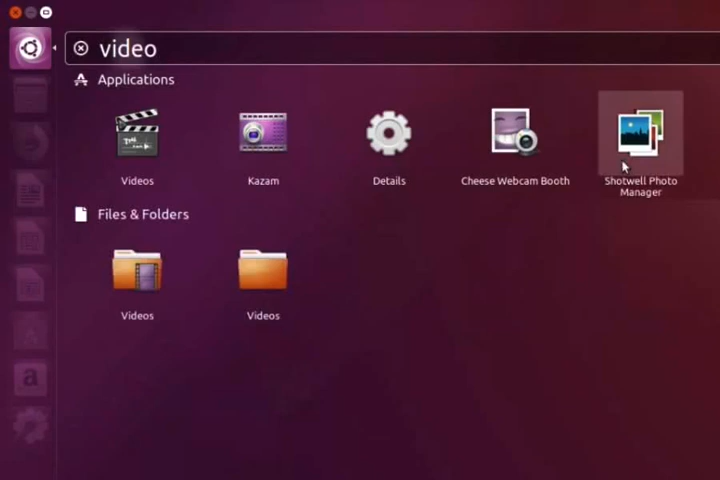 video
Applications
Videos
Kazam
Details
Cheese Webcam Booth
Shotwell Photo
Manager
Files & Folders
Videos
Videos